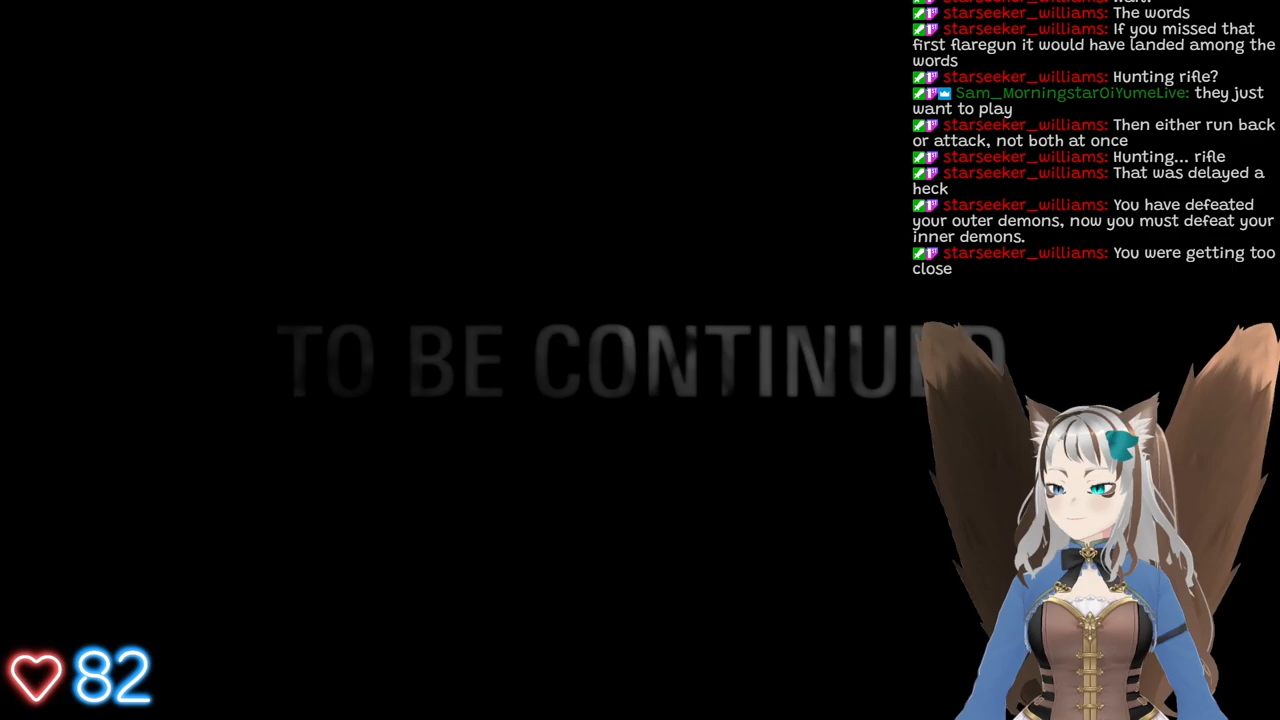 starseeker_williams: The words
starseeker_williams: If you missed that
first flaregun it would have landed among the
words
starseeker_williams: Hunting rifle?
Sam_MorningstarOiYumeLive: they just
want to play
starseeker_williams: Then either run back
or attack, not both at once
starseeker_williams: Hunting... rifle
starseeker_williams: That was delayed a
heck
starseeker_williams: You have defeated
your outer demons, now you must defeat your
inner demons.
starseeker_williams: You were getting too
close
TO BE CONTINUED
82